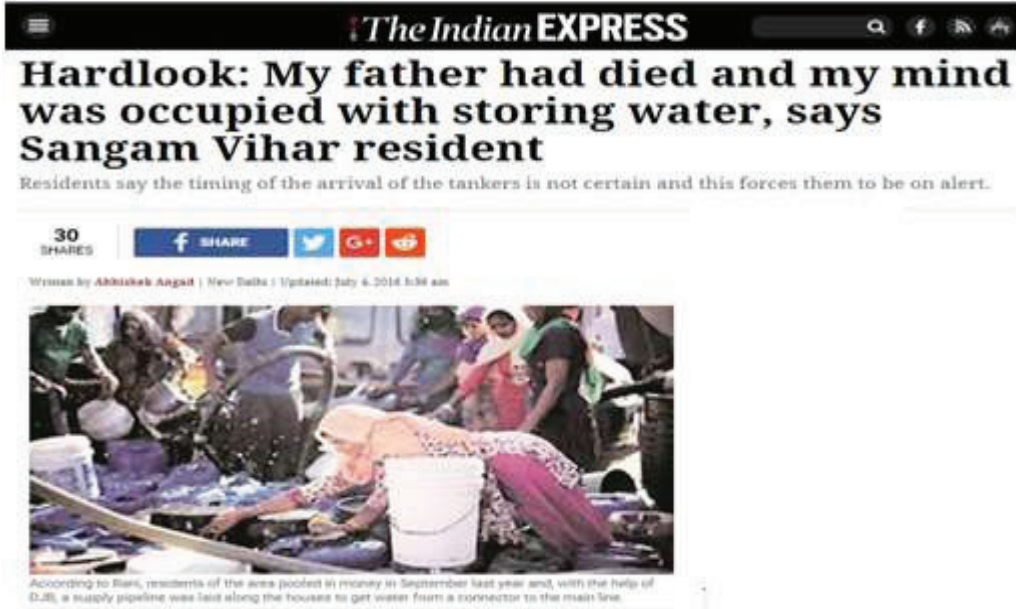 The Indian EXPRESS
Hardlook: My father had died and my mind
was occupied with storing water, says
Sangam Vihar resident
Residents say the timing of the arrival of the tankers is not certain and this forces them to be on alert.
30
SHARES
f SHARE
G+
Written by Abhishek Angad | New Delhi | Updated: July 4, 2016 am
According to Rani, residents of the area pooled in money in September last year and, with the help of
DJB, a supply pipeline was laid along the houses to get water from a connector to the main line.